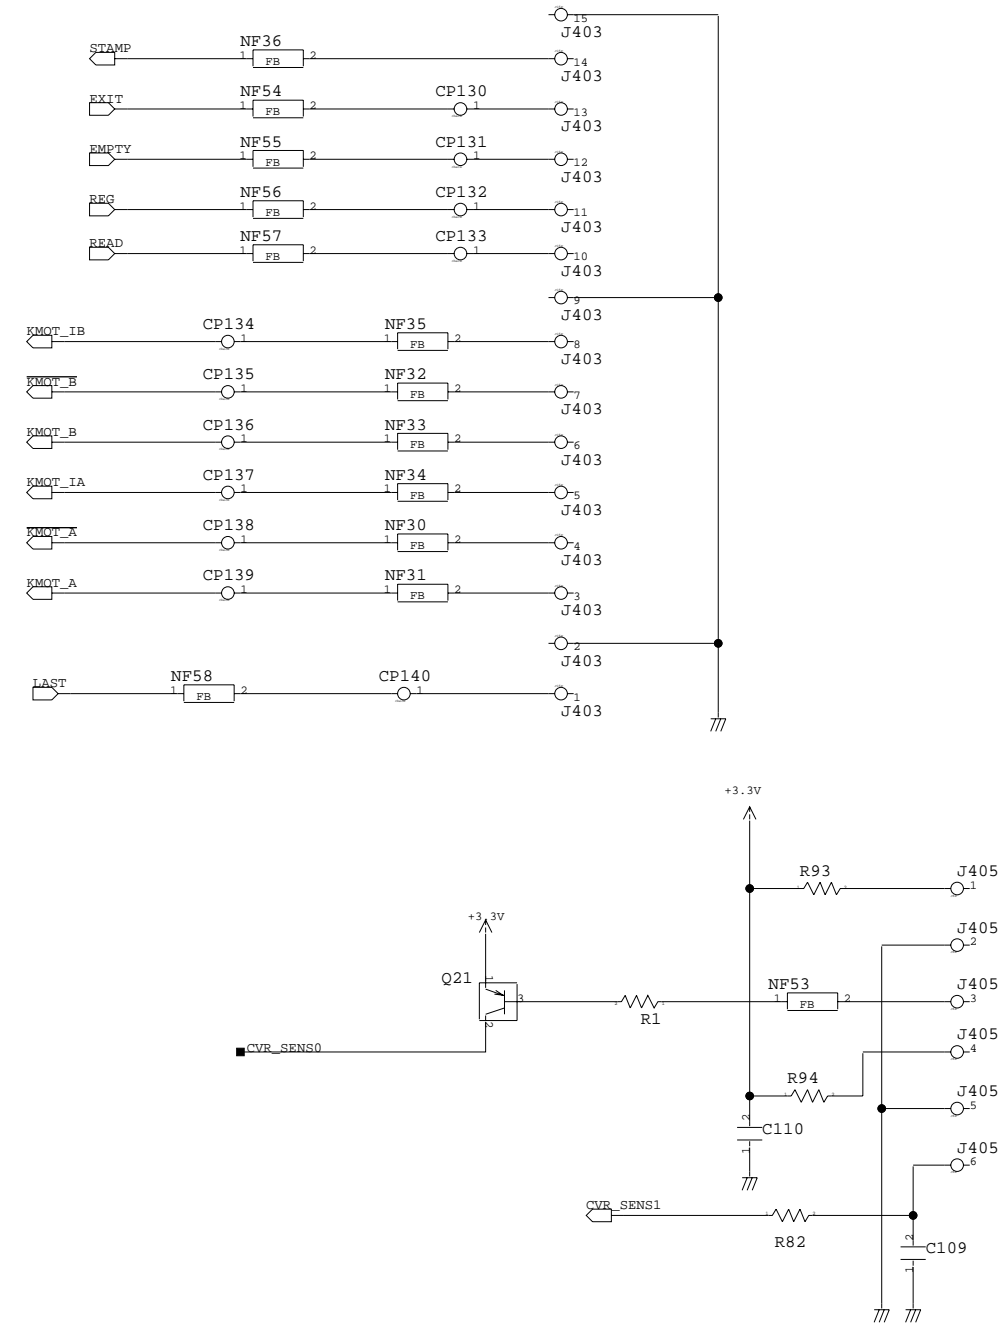 15
J403
STAMP 1 NF36 FB 2 14
J403
EXIT 1 NF54 FB 2 CP130 1 13
J403
EMPTY 1 NF55 FB 2 CP131 1 12
J403
REG 1 NF56 FB 2 CP132 1 11
J403
READ 1 NF57 FB 2 CP133 1 10
J403
9
J403
KMOT_IB CP134 1 1 NF35 FB 2 8
J403
KMOT_B CP135 1 1 NF32 FB 2 7
J403
KMOT_B CP136 1 1 NF33 FB 2 6
J403
KMOT_IA CP137 1 1 NF34 FB 2 5
J403
KMOT_A CP138 1 1 NF30 FB 2 4
J403
KMOT_A CP139 1 1 NF31 FB 2 3
J403
2
J403
LAST 1 NF58 FB 2 CP140 1 1
J403
+3.3V
R93 J405
1
+3.3V
J405
2
Q21 1 3 2
R1
1 NF53 FB 2
J405
3
CVR_SENS0
J405
4
R94
J405
5
2 C110 1
J405
6
CVR_SENS1
R82
2 C109 1